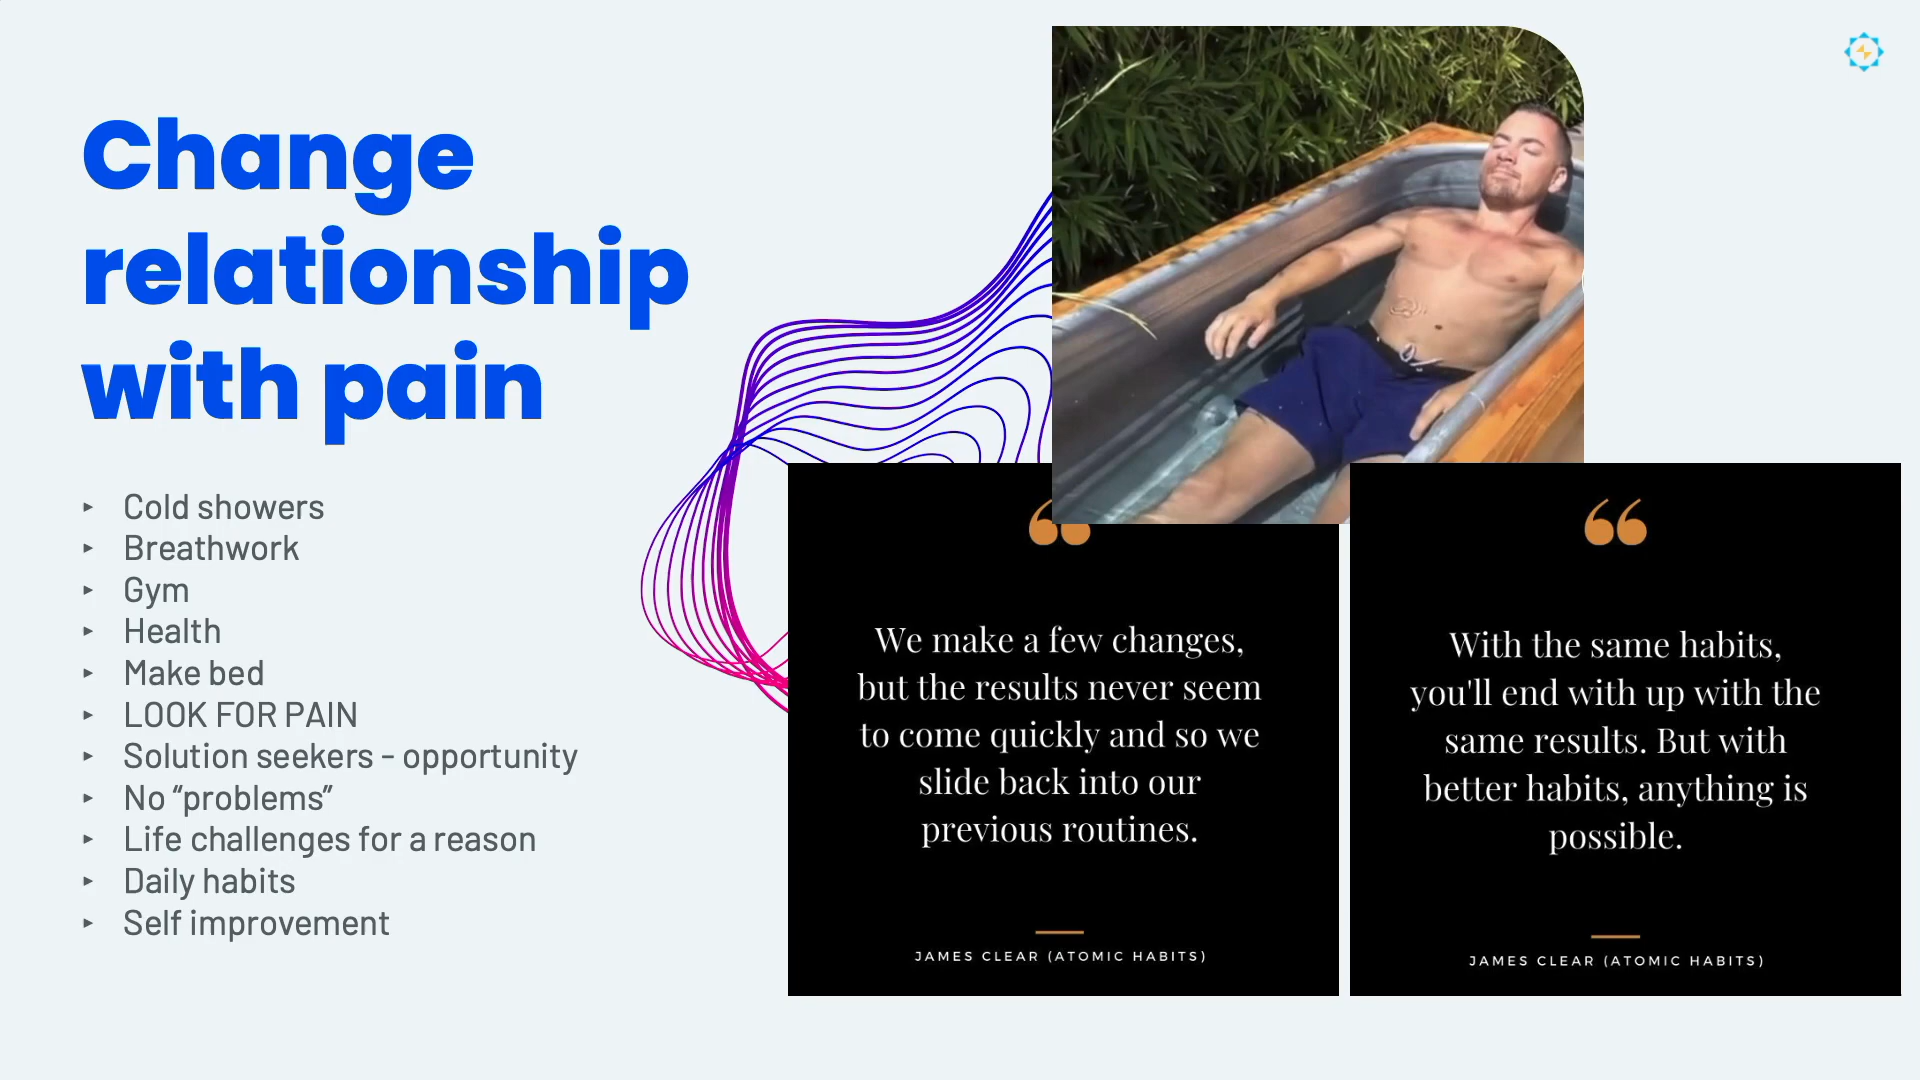 Change
relationship
with pain
‣ Cold showers
‣ Breathwork
‣ Gym
‣ Health
‣ Make bed
‣ LOOK FOR PAIN
‣ Solution seekers - opportunity
‣ No “problems”
‣ Life challenges for a reason
‣ Daily habits
‣ Self improvement
“
We make a few changes,
but the results never seem
to come quickly and so we
slide back into our
previous routines.
JAMES CLEAR (ATOMIC HABITS)
“
With the same habits,
you'll end with up with the
same results. But with
better habits, anything is
possible.
JAMES CLEAR (ATOMIC HABITS)